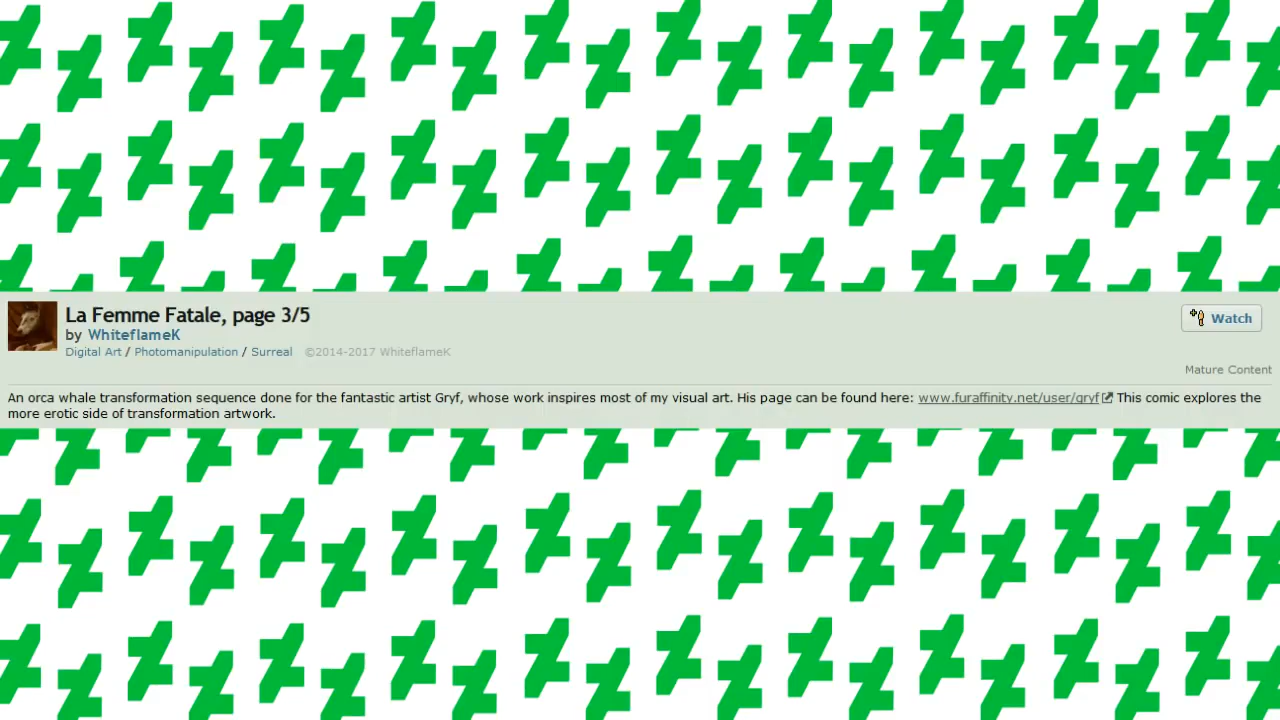 La Femme Fatale, page 3/5
by WhiteflameK
Digital Art / Photomanipulation / Surreal ©2014-2017 WhiteflameK
Watch
Mature Content
An orca whale transformation sequence done for the fantastic artist Gryf, whose work inspires most of my visual art. His page can be found here: www.furaffinity.net/user/gryf This comic explores the
more erotic side of transformation artwork.